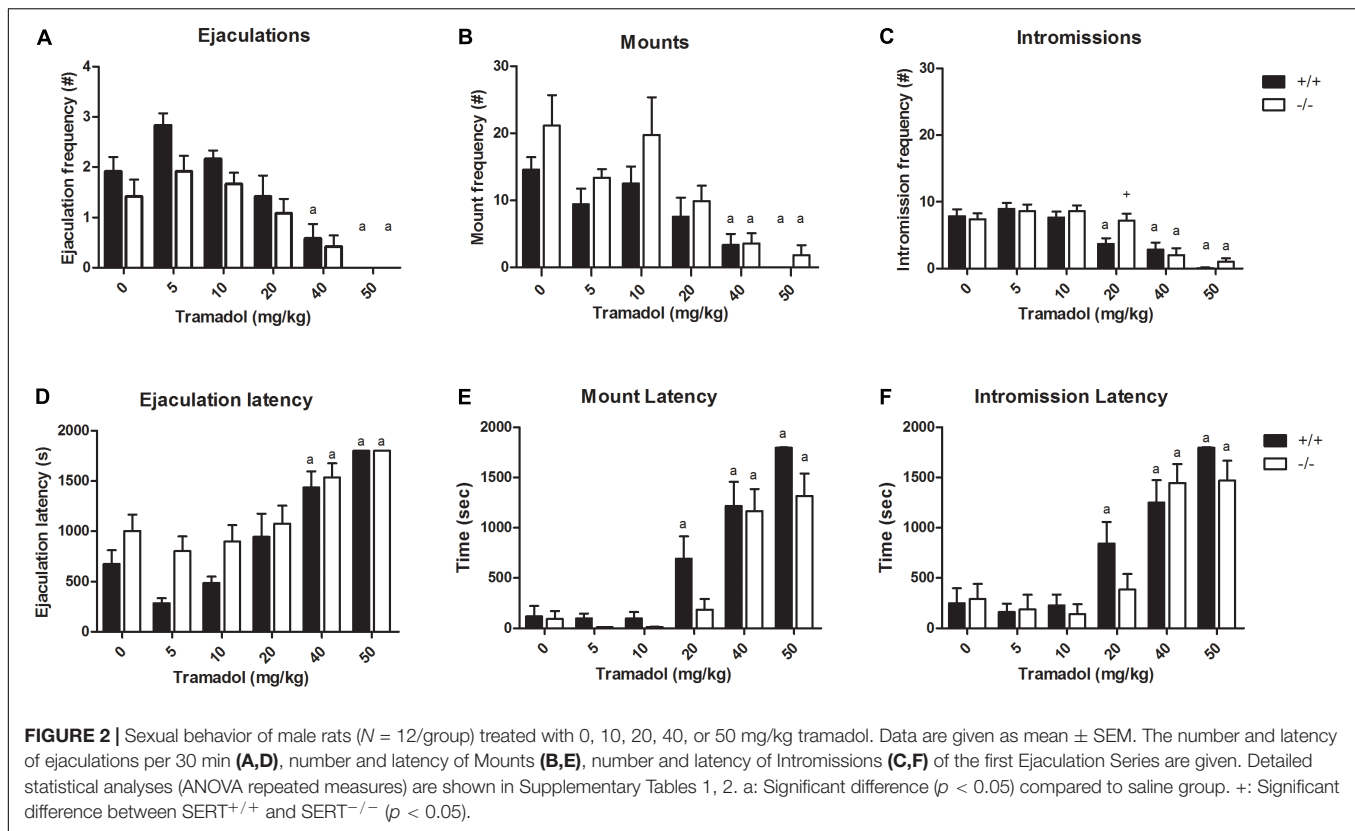 A
Ejaculations
Ejaculation frequency (#)
4
3
2
1
0
a
a
a
0
5
10
20
40
50
Tramadol (mg/kg)
B
Mounts
Mount frequency (#)
30
20
10
0
a
a
a
a
0
5
10
20
40
50
Tramadol (mg/kg)
C
Intromissions
Intromission frequency (#)
30
20
10
0
a
+
a
a
a
a
0
5
10
20
40
50
Tramadol (mg/kg)
+/+
-/-
D
Ejaculation latency
Ejaculation latency (s)
2000
1500
1000
500
0
a
a
a
a
0
5
10
20
40
50
Tramadol (mg/kg)
E
Mount Latency
Time (sec)
2000
1500
1000
500
0
a
a
a
a
a
0
5
10
20
40
50
Tramadol (mg/kg)
F
Intromission Latency
Time (sec)
2000
1500
1000
500
0
a
a
a
a
a
0
5
10
20
40
50
Tramadol (mg/kg)
+/+
-/-
FIGURE 2 | Sexual behavior of male rats (N = 12/group) treated with 0, 10, 20, 40, or 50 mg/kg tramadol. Data are given as mean ± SEM. The number and latency
of ejaculations per 30 min (A,D), number and latency of Mounts (B,E), number and latency of Intromissions (C,F) of the first Ejaculation Series are given. Detailed
statistical analyses (ANOVA repeated measures) are shown in Supplementary Tables 1, 2. a: Significant difference (p < 0.05) compared to saline group. +: Significant
difference between SERT+/+ and SERT−/− (p < 0.05).